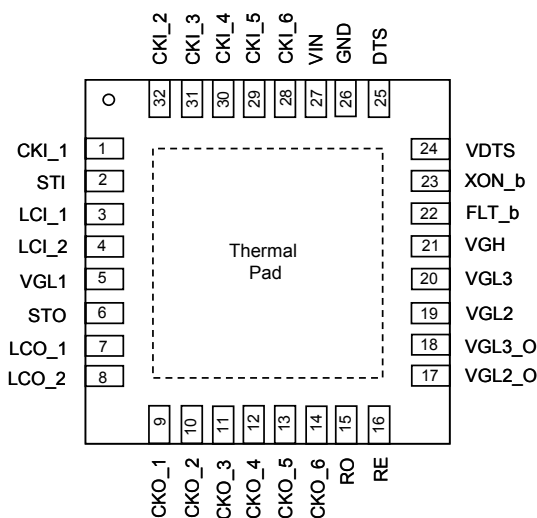 CKI_2 CKI_3 CKI_4 CKI_5 CKI_6 VIN GND DTS
32 31 30 29 28 27 26 25
CKI_1 1 24 VDTS
STI 2 23 XON_b
LCI_1 3 22 FLT_b
LCI_2 4 21 VGH
VGL1 5 20 VGL3
STO 6 19 VGL2
LCO_1 7 18 VGL3_O
LCO_2 8 17 VGL2_O
Thermal
Pad
9 10 11 12 13 14 15 16
CKO_1 CKO_2 CKO_3 CKO_4 CKO_5 CKO_6 RO RE